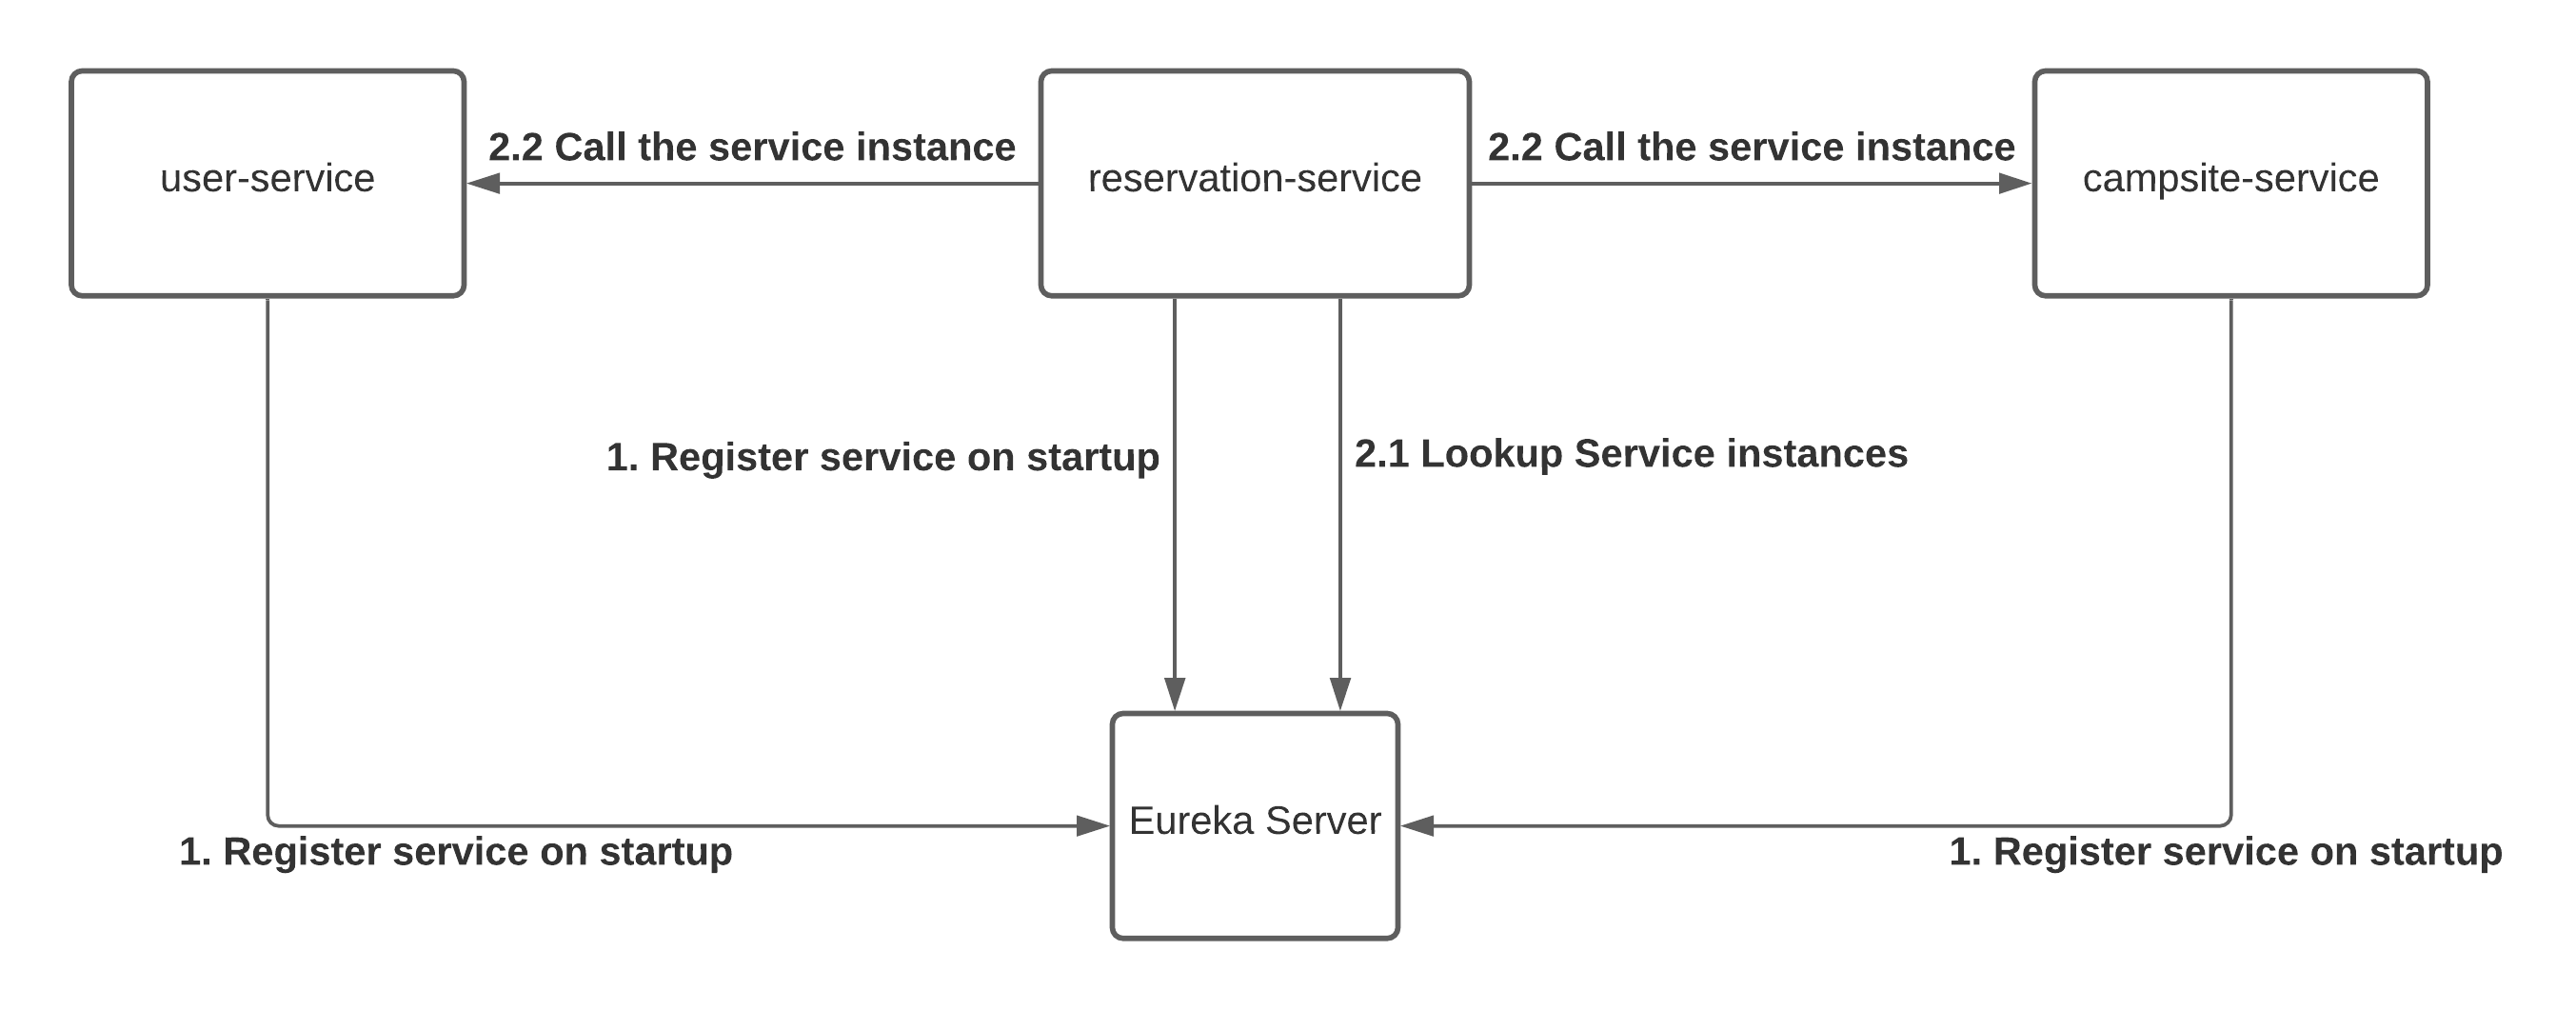 2.2 Call the service instance
2.2 Call the service instance
user-service
reservation-service
campsite-service
1. Register service on startup
2.1 Lookup Service instances
Eureka Server
1. Register service on startup
1. Register service on startup